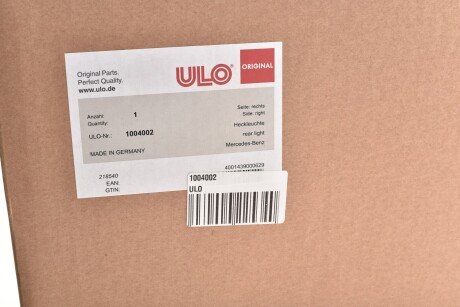 Original Parts.
Perfect Quality.
www.ulo.de
ULO®
ORIGINAL
Anzahl:
Quantity:
1
Seite: rechts
Side: right
ULO-Nr.:
1004002
Heckleuchte
rear light
MADE IN GERMANY
Mercedes-Benz
218540
EAN:
GTIN:
4001439000629
1004002
ULO